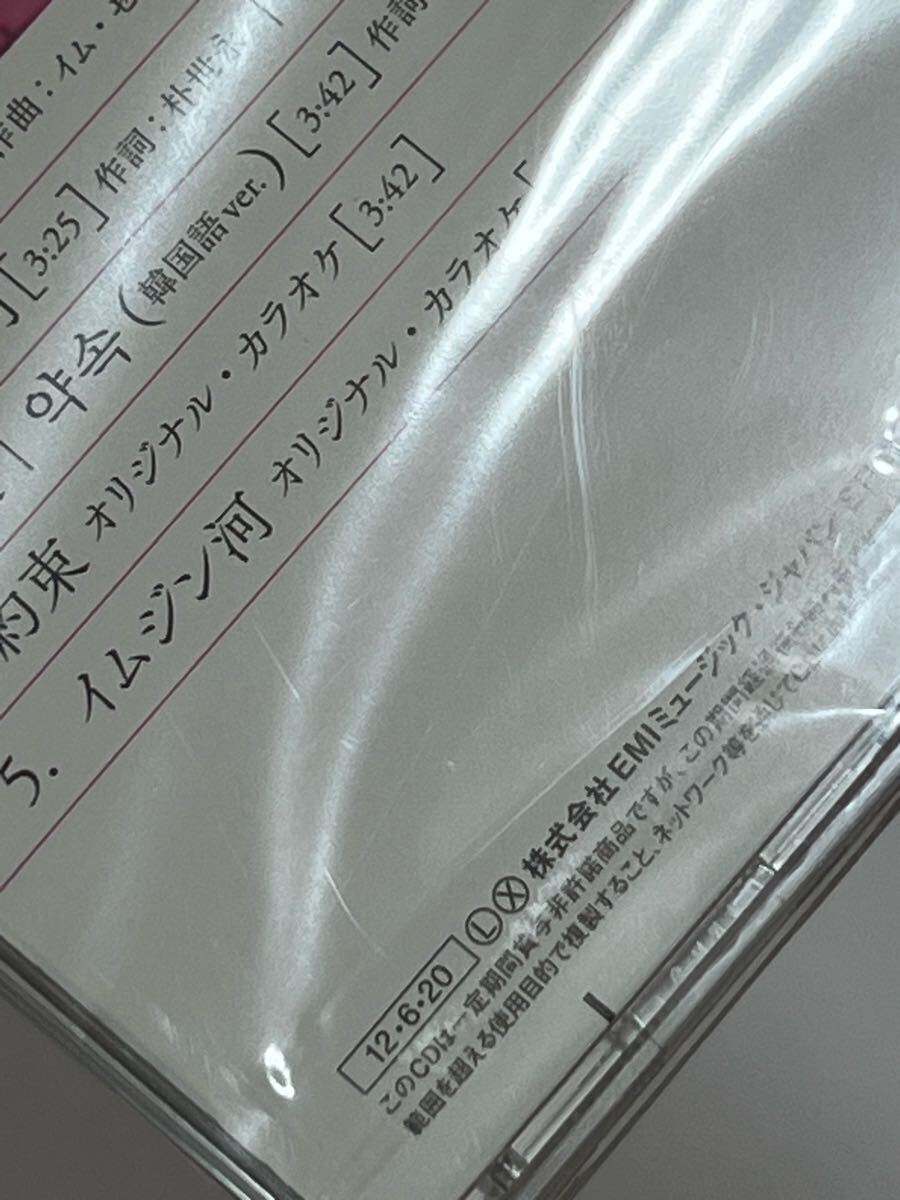 作曲：イム・
[3:25] 作詞：朴世永
약속 (韓国語ver.) [3:42] 作詞
約束 オリジナル・カラオケ [3:42]
5. イムジン河 オリジナル・カラオケ [
12・6・20 Ⓛ Ⓧ 株式会社EMIミュージック・ジャパン
このCDは一定期間貸与非許諾商品ですが、この期間経過後
範囲を超える使用目的で複製すること、ネットワーク等を通じて